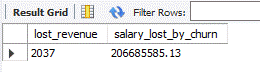 Result Grid Filter Rows:
lost_revenue salary_lost_by_churn
2037 206685585.13